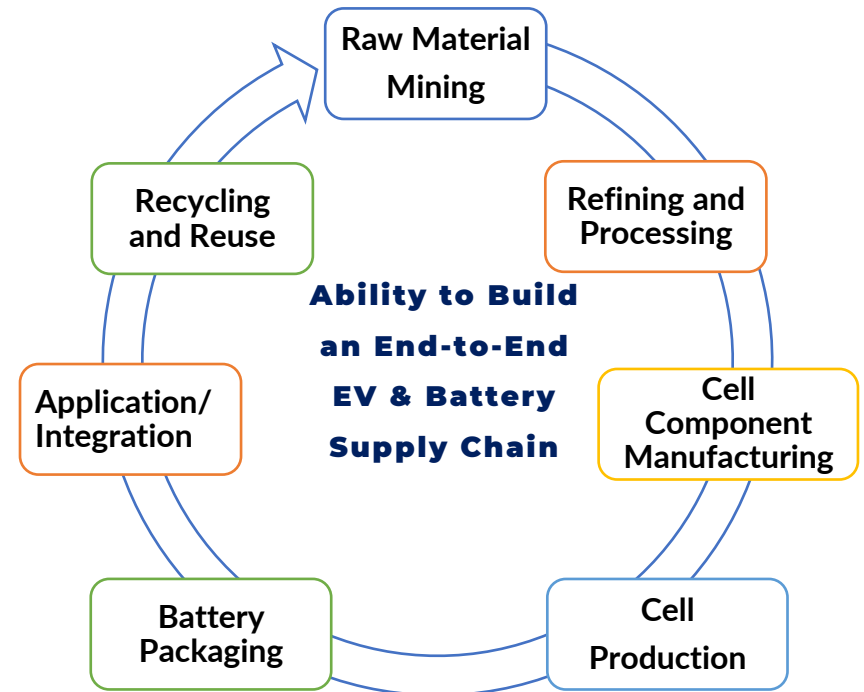 Raw Material
Mining
Refining and
Processing
Cell
Component
Manufacturing
Cell
Production
Battery
Packaging
Application/
Integration
Recycling
and Reuse
Ability to Build
an End-to-End
EV & Battery
Supply Chain